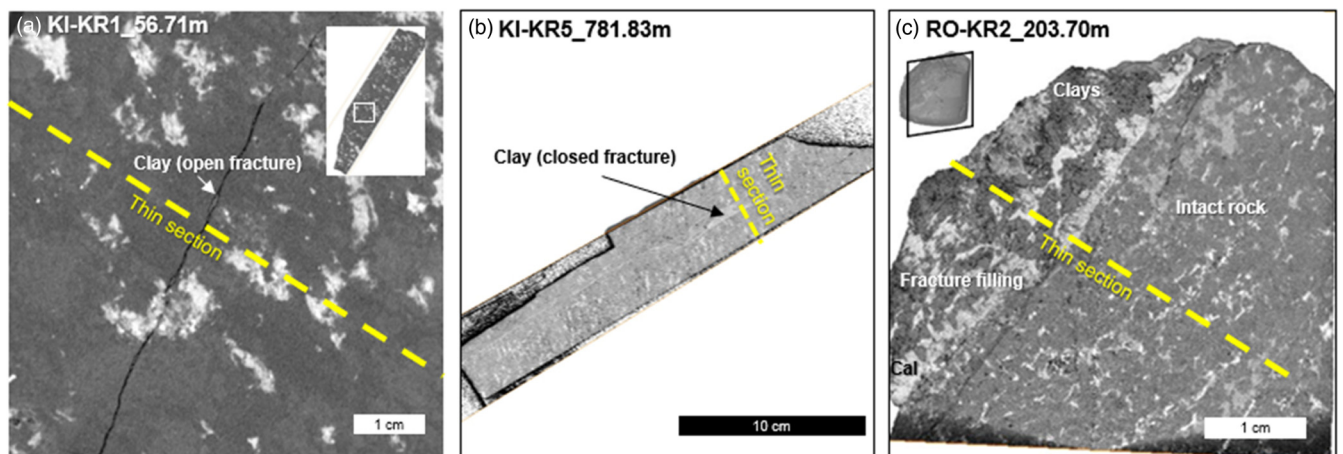 (a) KI-KR1_56.71m
Clay (open fracture)
Thin section
1 cm
(b) KI-KR5_781.83m
Clay (closed fracture)
Thin
section
10 cm
(c) RO-KR2_203.70m
Clays
Intact rock
Thin section
Fracture filling
Cal
1 cm